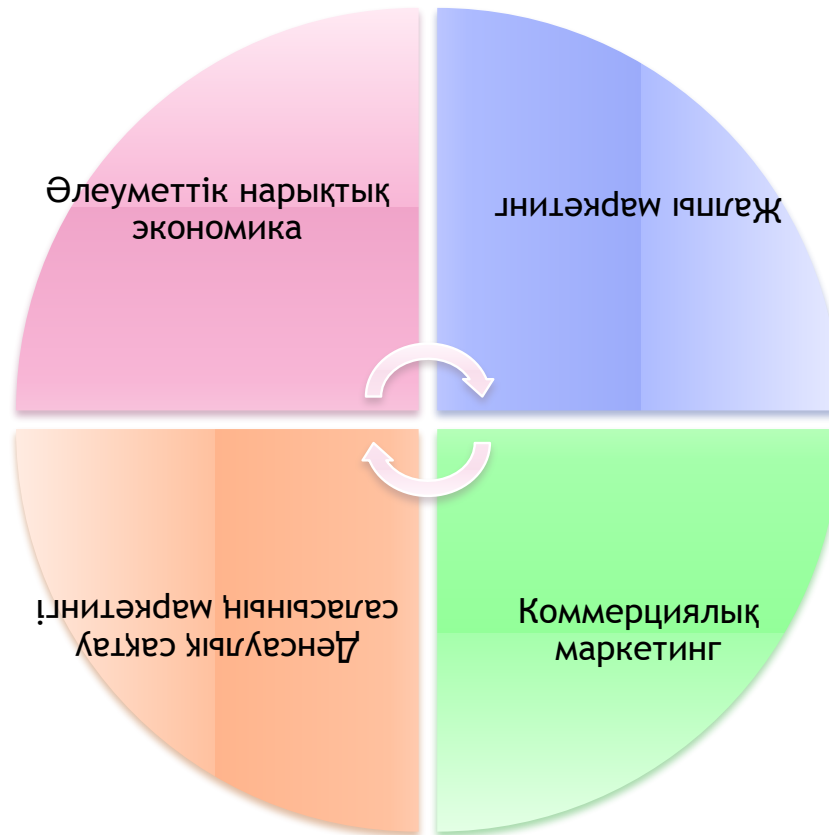 Әлеуметтік нарықтық
экономика
Жалпы маркетинг
Денсаулық сақтау
саласының маркетингі
Коммерциялық
маркетинг